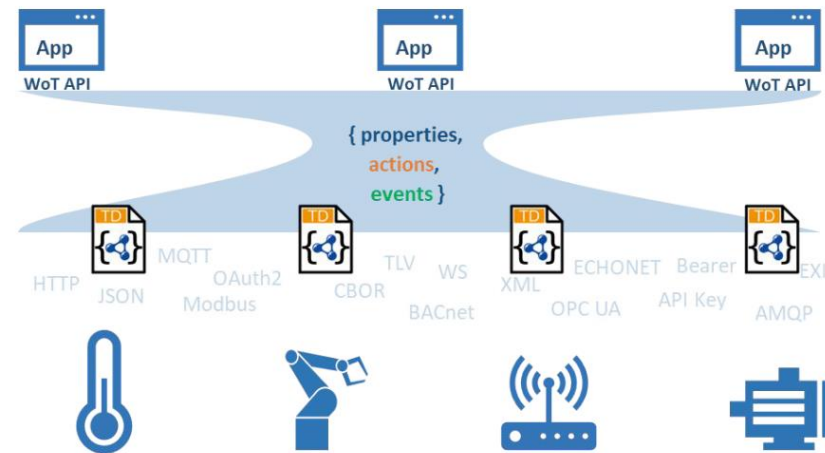 App
App
App
WoT API
WoT API
WoT API
{ properties,
actions,
events }
TD
TD
TD
TD
HTTP
JSON
MQTT
OAuth2
Modbus
CBOR
TLV
WS
BACnet
XML
ECHONET
OPC UA
Bearer
API Key
EXI
AMQP